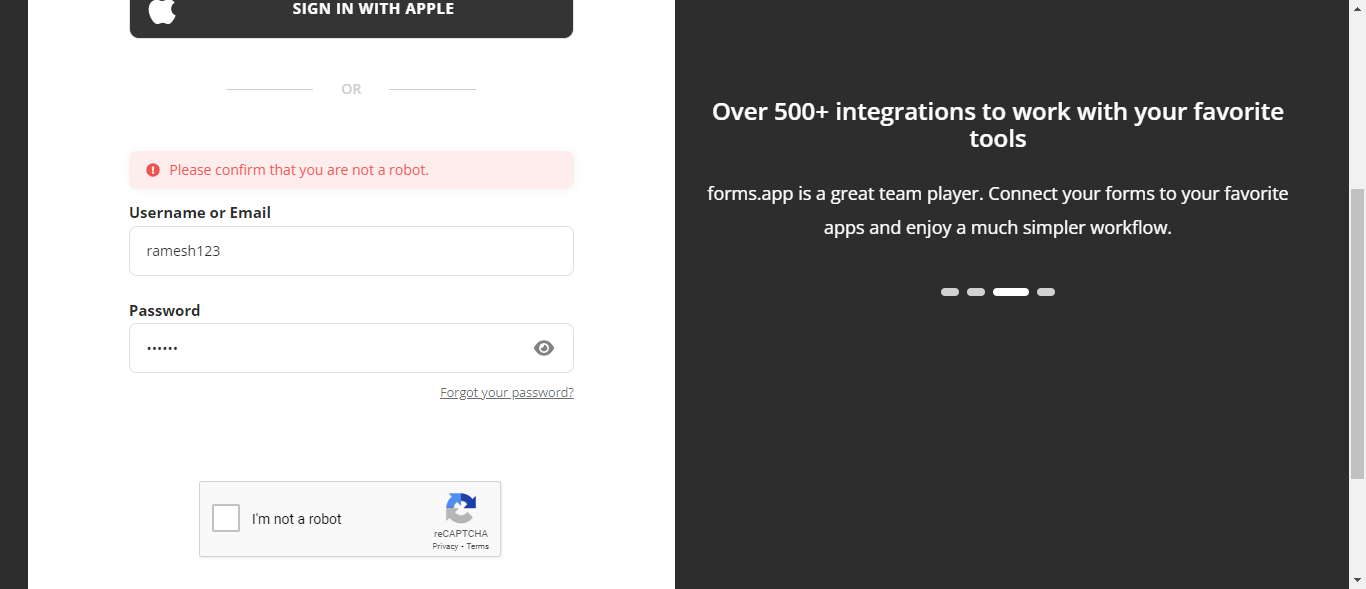 SIGN IN WITH APPLE
OR
Please confirm that you are not a robot.
Username or Email
ramesh123
Password
••••••
Forgot your password?
I'm not a robot
reCAPTCHA
Privacy - Terms
Over 500+ integrations to work with your favorite
tools
forms.app is a great team player. Connect your forms to your favorite
apps and enjoy a much simpler workflow.